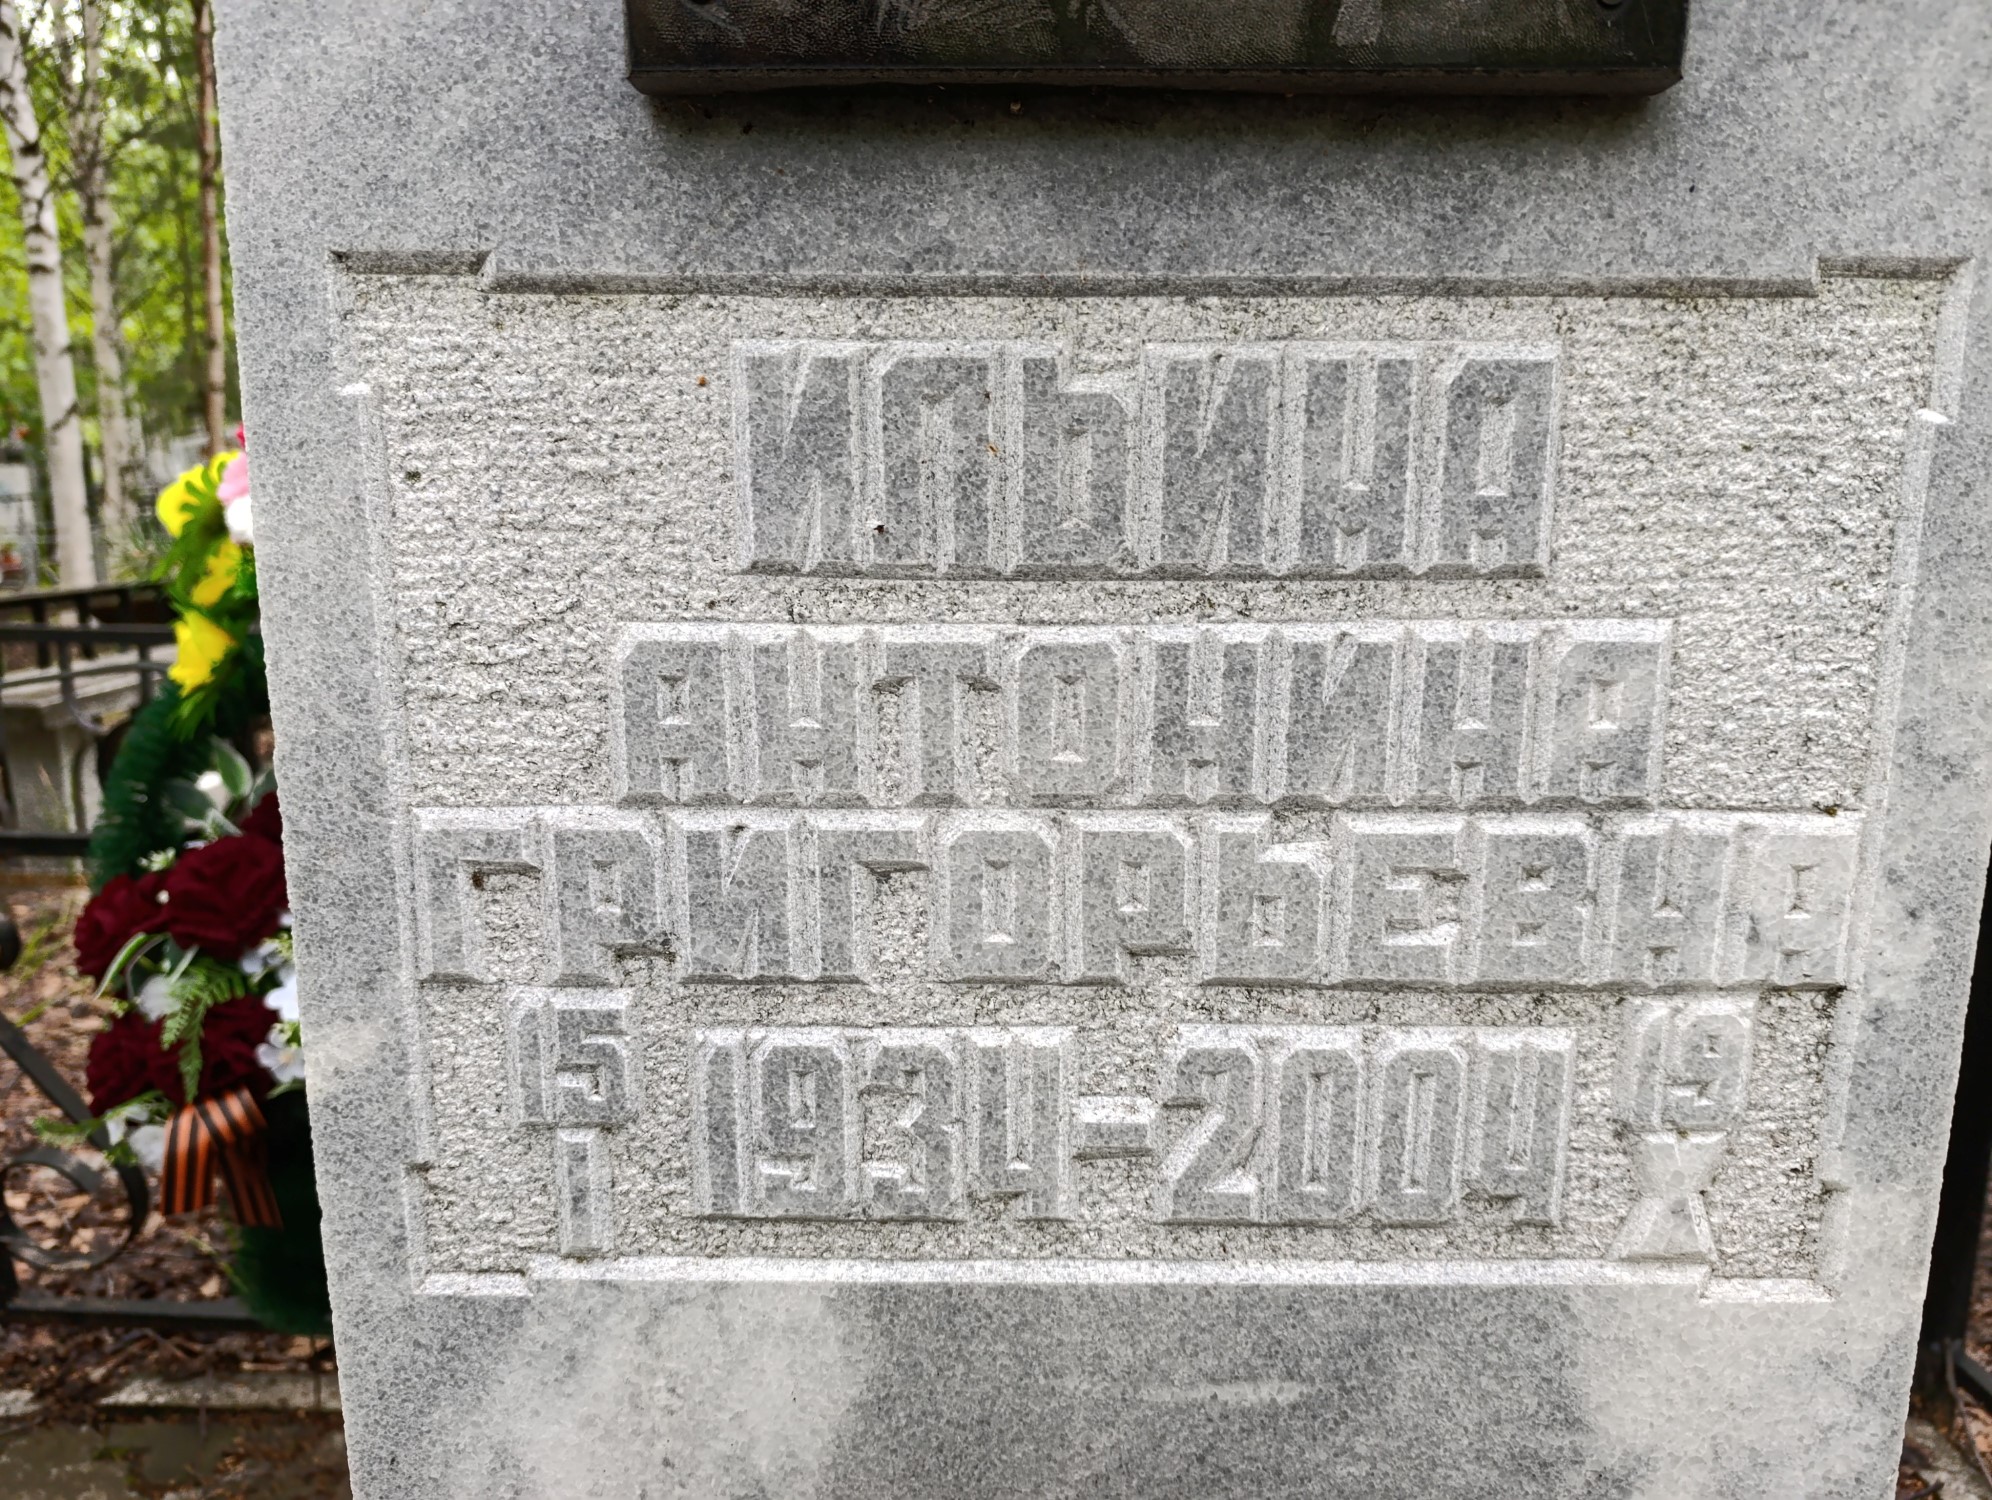 ИЛЬИНА
АНТОНИНА
ГРИГОРЬЕВНА
15 1934-2004 19
I X